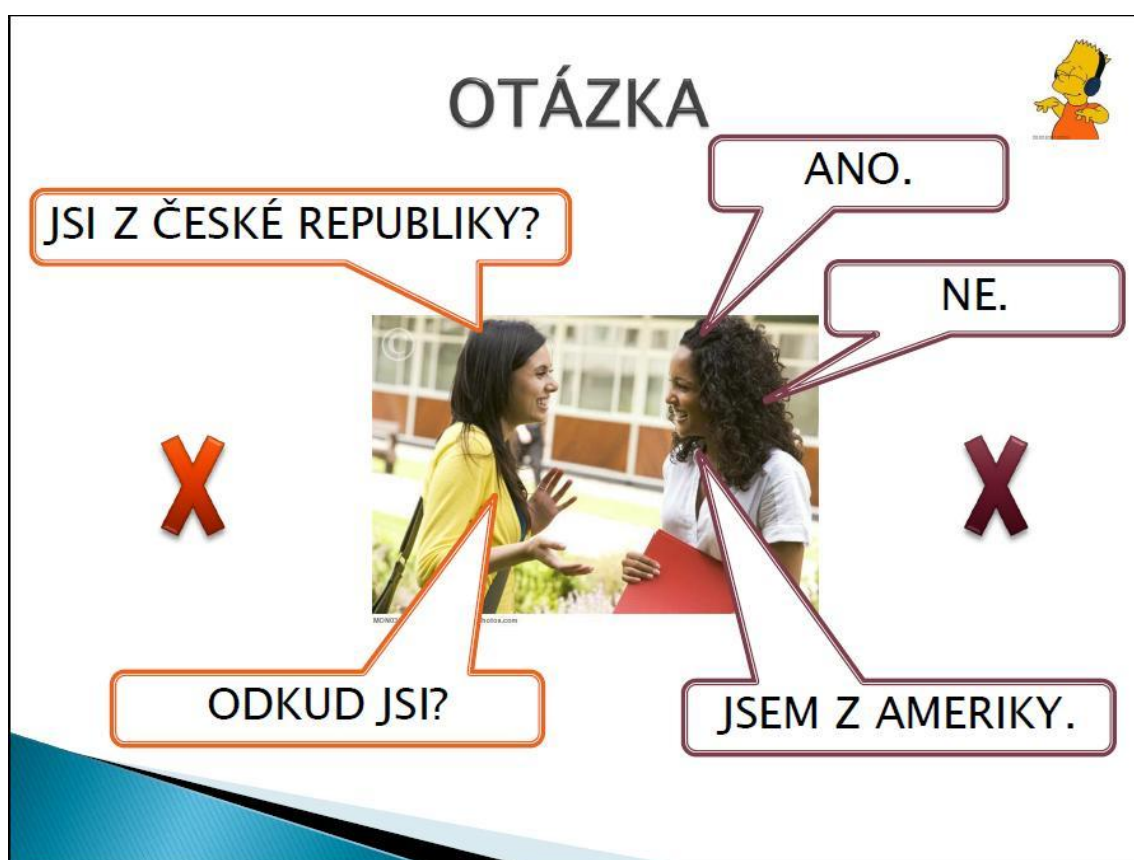 OTÁZKA
ANO.
JSI Z ČESKÉ REPUBLIKY?
NE.
ODKUD JSI?
JSEM Z AMERIKY.